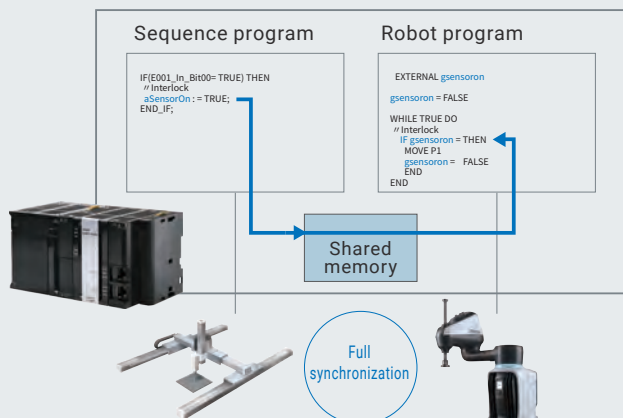 Sequence program
IF(E001_In_Bit00= TRUE) THEN
〃Interlock
aSensorOn : = TRUE;
END_IF;
Robot program
EXTERNAL gsensoron
gsensoron = FALSE
WHILE TRUE DO
〃Interlock
IF gsensoron = THEN
MOVE P1
gsensoron = FALSE
END
END
Shared
memory
Full
synchronization